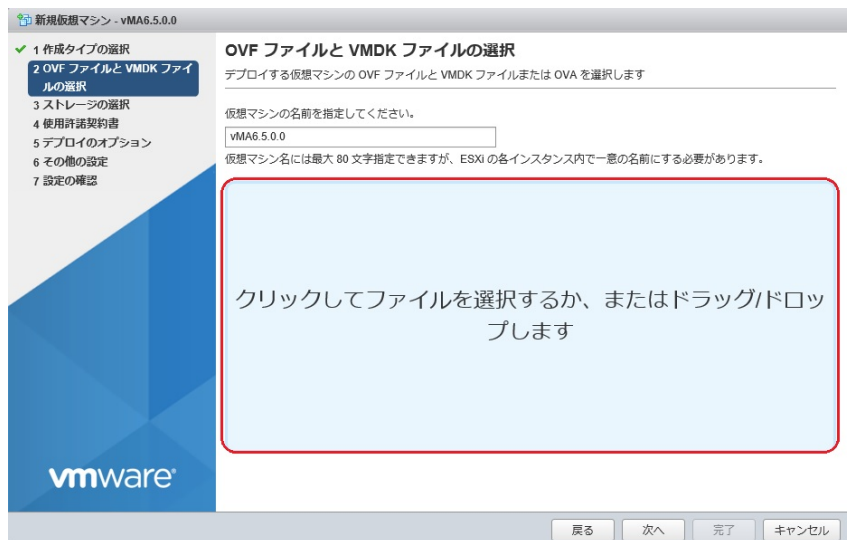 新規仮想マシン - vMA6.5.0.0
1 作成タイプの選択
2 OVF ファイルと VMDK ファイ
ルの選択
3 ストレージの選択
4 使用許諾契約書
5 デプロイのオプション
6 その他の設定
7 設定の確認
vmware
OVF ファイルと VMDK ファイルの選択
デプロイする仮想マシンの OVF ファイルと VMDK ファイルまたは OVA を選択します
仮想マシンの名前を指定してください。
vMA6.5.0.0
仮想マシン名には最大 80 文字指定できますが、ESXi の各インスタンス内で一意の名前にする必要があります。
クリックしてファイルを選択するか、またはドラッグ/ドロッ
プします
戻る 次へ 完了 キャンセル